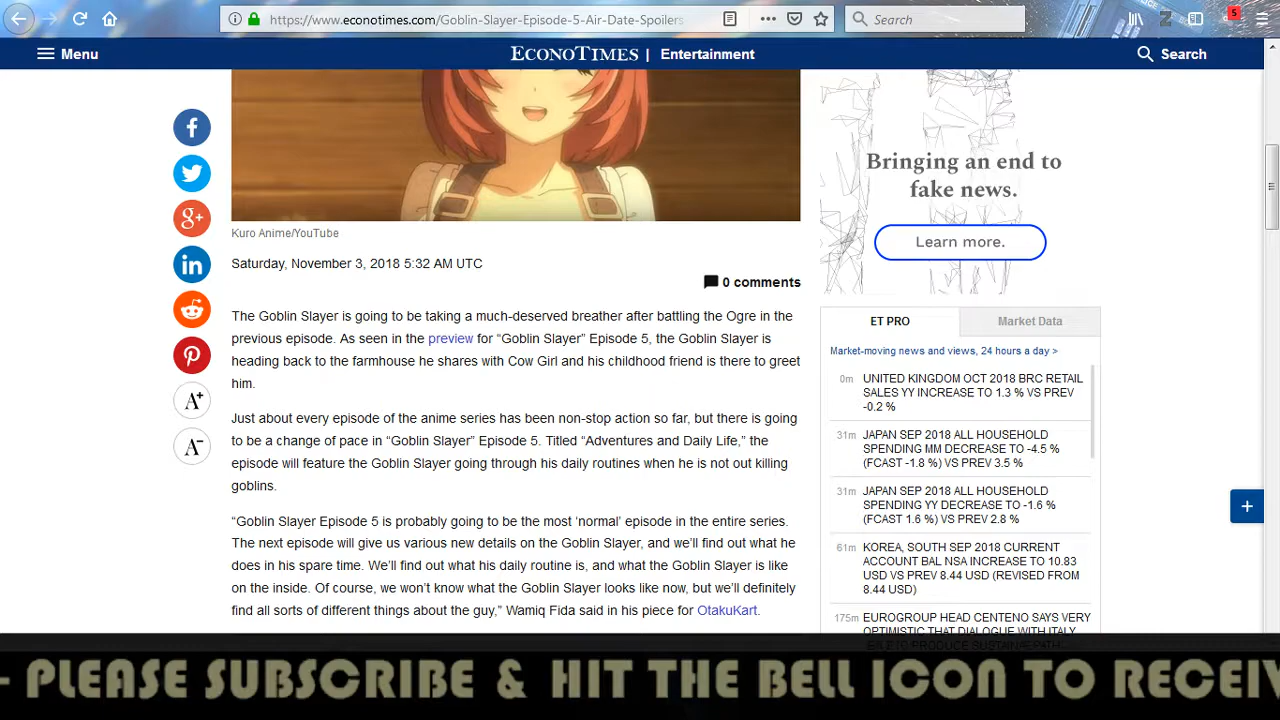 https://www.econotimes.com/Goblin-Slayer-Episode-5-Air-Date-Spoilers
Search
5
Menu
ECONOTIMES | Entertainment
Search
Kuro Anime/YouTube
Saturday, November 3, 2018 5:32 AM UTC
0 comments
The Goblin Slayer is going to be taking a much-deserved breather after battling the Ogre in the
previous episode. As seen in the preview for “Goblin Slayer” Episode 5, the Goblin Slayer is
heading back to the farmhouse he shares with Cow Girl and his childhood friend is there to greet
him.
Just about every episode of the anime series has been non-stop action so far, but there is going
to be a change of pace in “Goblin Slayer” Episode 5. Titled “Adventures and Daily Life,” the
episode will feature the Goblin Slayer going through his daily routines when he is not out killing
goblins.
“Goblin Slayer Episode 5 is probably going to be the most ‘normal’ episode in the entire series.
The next episode will give us various new details on the Goblin Slayer, and we’ll find out what he
does in his spare time. We’ll find out what his daily routine is, and what the Goblin Slayer is like
on the inside. Of course, we won’t know what the Goblin Slayer looks like now, but we’ll definitely
find all sorts of different things about the guy,” Wamiq Fida said in his piece for OtakuKart.
A+
A-
Bringing an end to
fake news.
Learn more.
ET PRO
Market Data
Market-moving news and views, 24 hours a day >
0m UNITED KINGDOM OCT 2018 BRC RETAIL
SALES YY INCREASE TO 1.3 % VS PREV
-0.2 %
31m JAPAN SEP 2018 ALL HOUSEHOLD
SPENDING MM DECREASE TO -4.5 %
(FCAST -1.8 %) VS PREV 3.5 %
31m JAPAN SEP 2018 ALL HOUSEHOLD
SPENDING YY DECREASE TO -1.6 %
(FCAST 1.6 %) VS PREV 2.8 %
61m KOREA, SOUTH SEP 2018 CURRENT
ACCOUNT BAL NSA INCREASE TO 10.83
USD VS PREV 8.44 USD (REVISED FROM
8.44 USD)
175m EUROGROUP HEAD CENTENO SAYS VERY
OPTIMISTIC THAT DIALOGUE WITH ITALY
- PLEASE SUBSCRIBE & HIT THE BELL ICON TO RECEIV